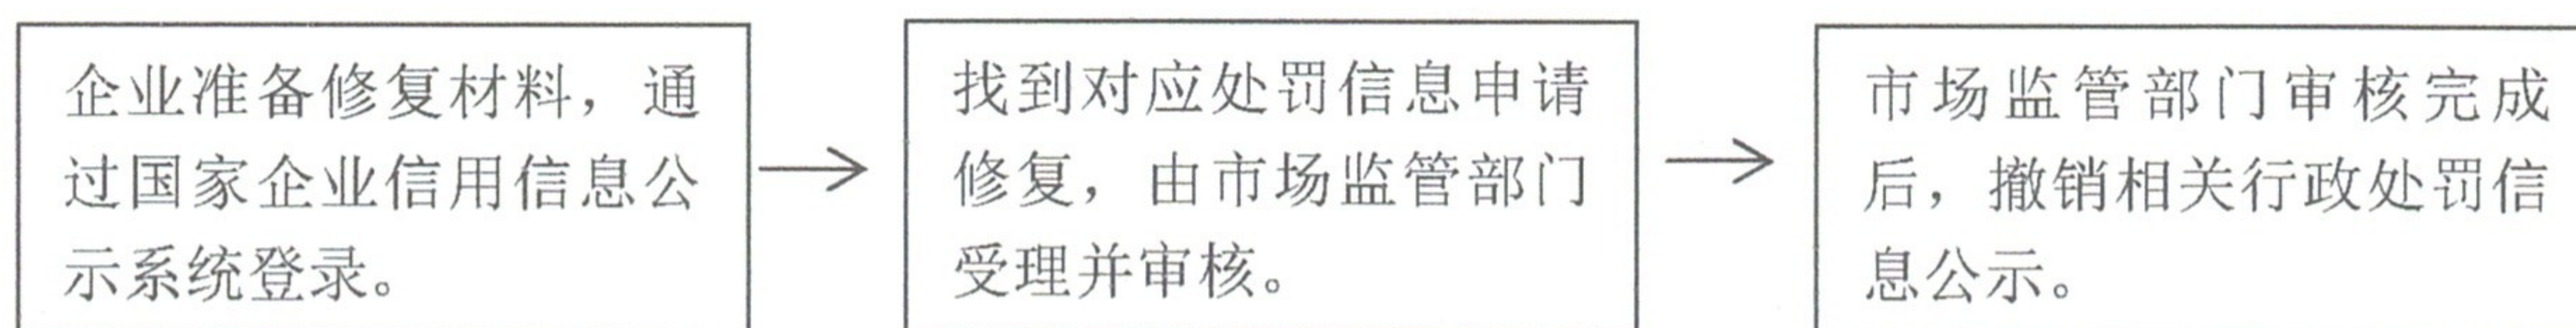 企业准备修复材料，通
过国家企业信用信息公
示系统登录。
找到对应处罚信息申请
修复，由市场监管部门
受理并审核。
市场监管部门审核完成
后，撤销相关行政处罚信
息公示。